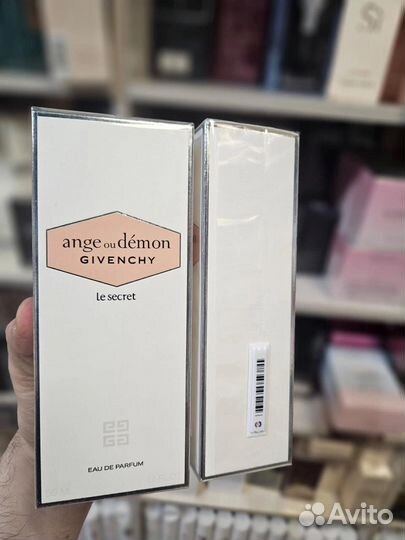 ange ou démon
GIVENCHY
le secret
EAU DE PARFUM
Avito